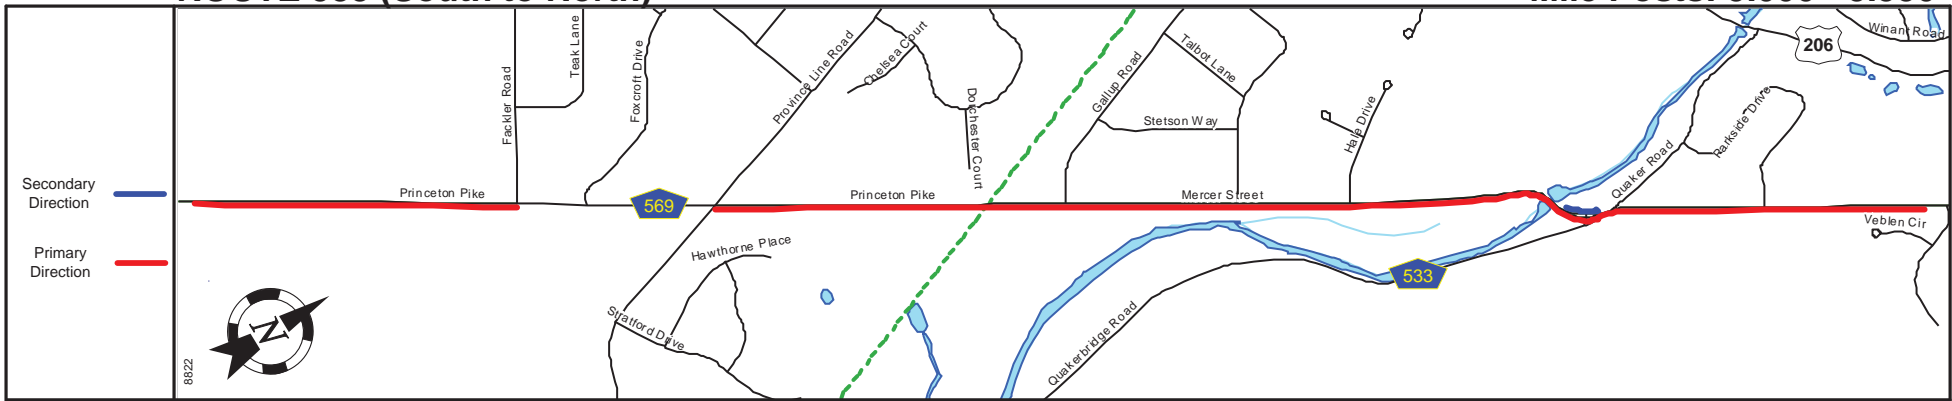 Secondary
Direction
Primary
Direction
Fackler Road
Teak Lane
Foxcroft Drive
Province Line Road
Chelsea Court
Dorchester Court
Gallup Road
Talbot Lane
Stetson Way
Hale Drive
206
Winant Road
Parkside Drive
Quaker Road
Princeton Pike
569
Princeton Pike
Mercer Street
Veblen Cir
Hawthorne Place
533
Stratford Drive
Quakerbridge Road
N
8822